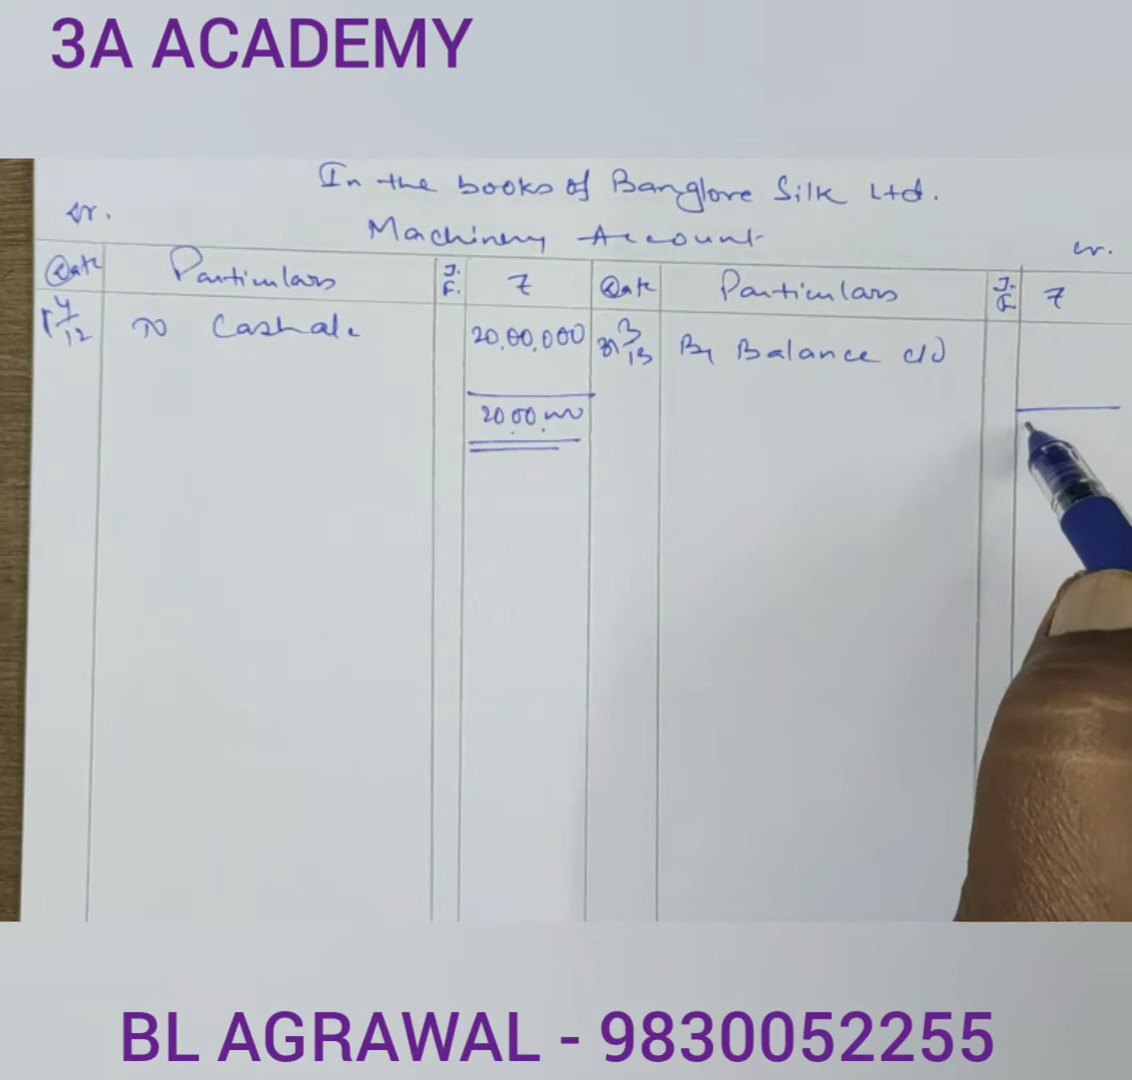 3A ACADEMY
In the books of Banglore Silk Ltd.
Dr.
Machinery Account
Cr.
Date Particulars J.F. ₹ Date Particulars J.F. ₹
1/4/12 To Cash a/c 20,00,000 31/3/13 By Balance c/d
20,00,000
BL AGRAWAL - 9830052255